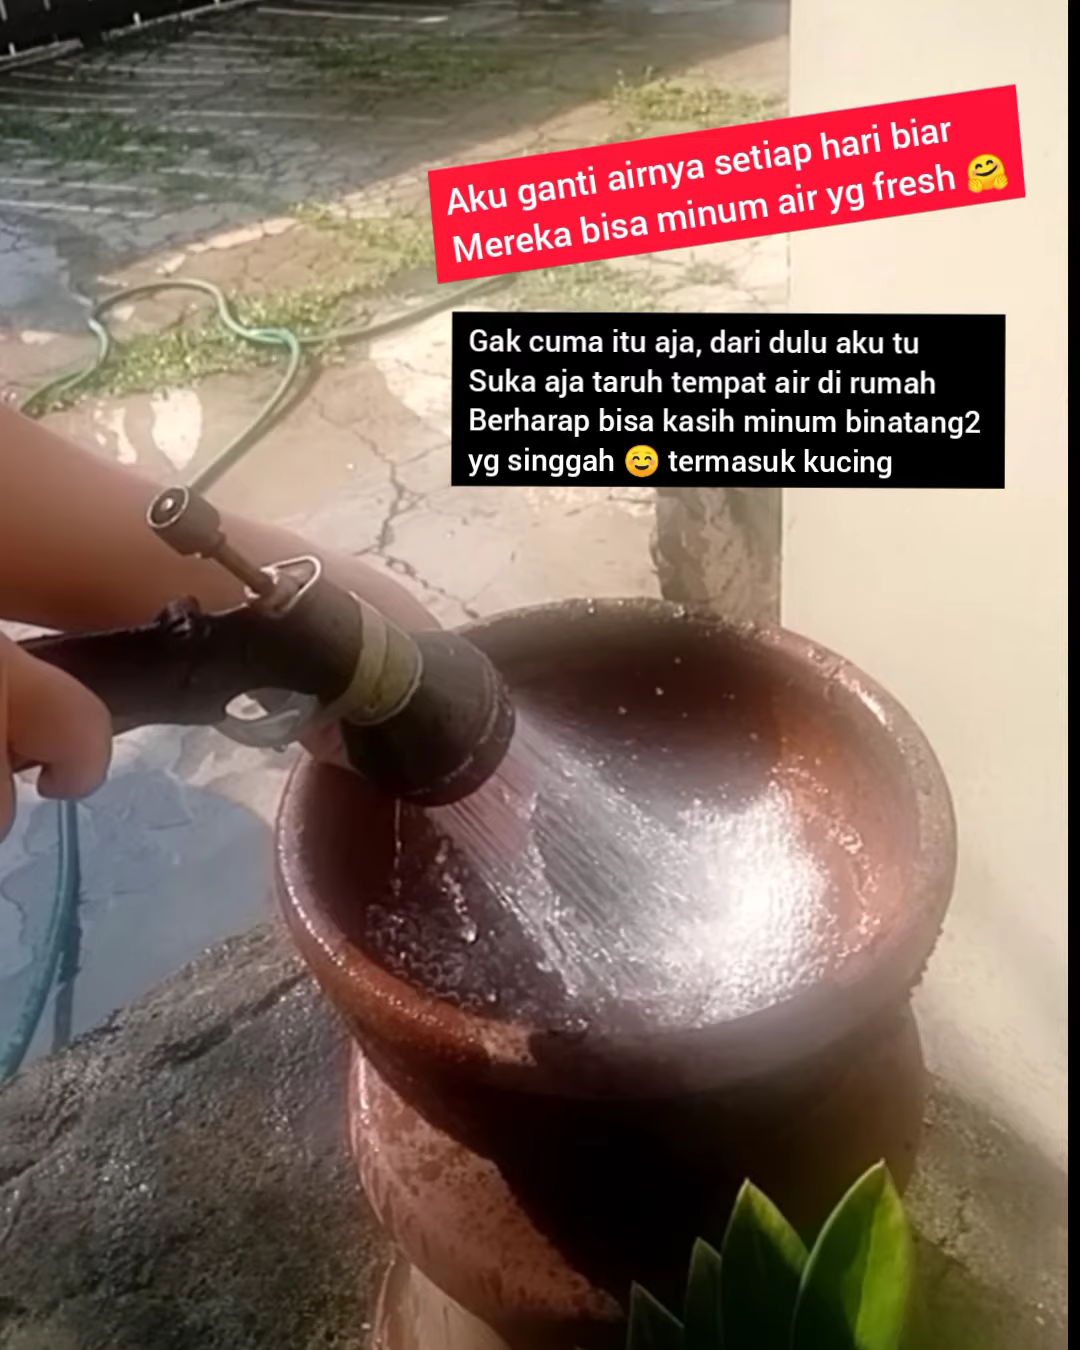 Aku ganti airnya setiap hari biar
Mereka bisa minum air yg fresh 🤗
Gak cuma itu aja, dari dulu aku tu
Suka aja taruh tempat air di rumah
Berharap bisa kasih minum binatang2
yg singgah 😊 termasuk kucing